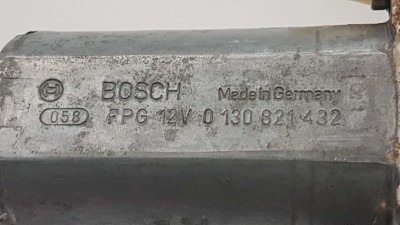 BOSCH Made in Germany
058 FPG 12V 0 130 821 432